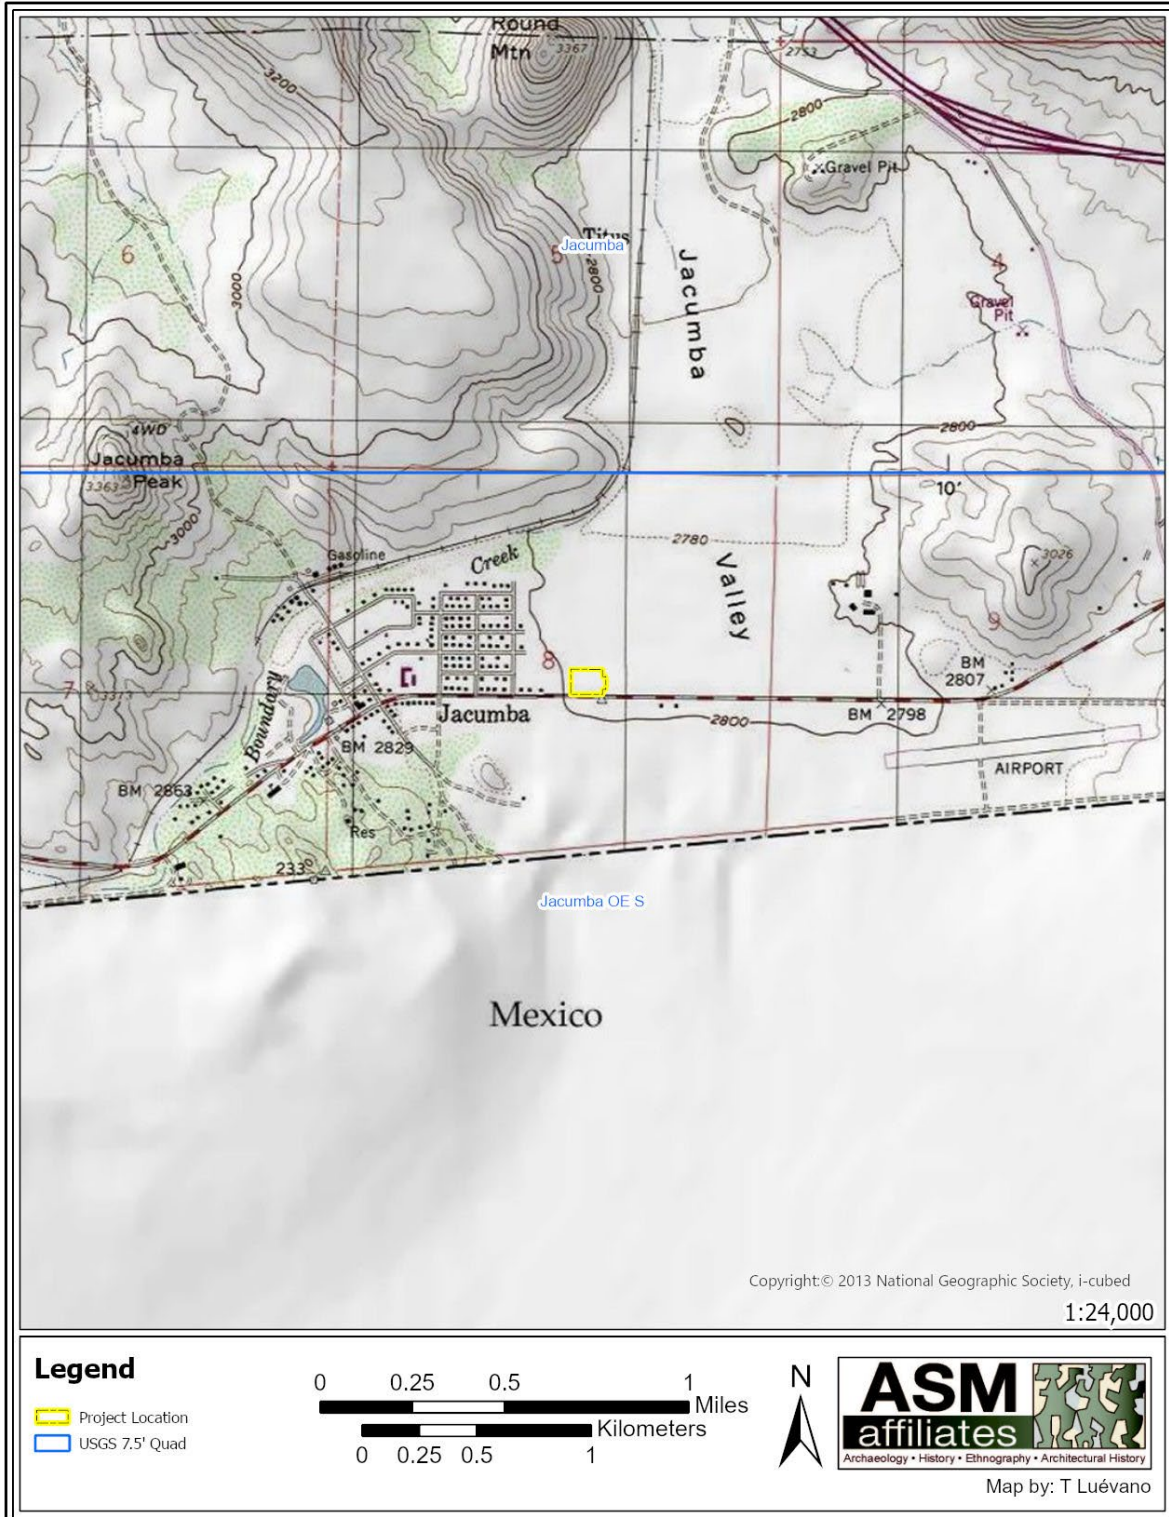 Round
Mtn
3367
2753
3200
2800
Gravel Pit
Titus
Jacumba
6
5
2800
4
3000
Jacumba
Gravel
Pit
4WD
2800
Jacumba
Peak
3363
10'
3000
2780
Gasoline
Creek
3026
Valley
9
8
BM
2807
7
3313
Boundary
Jacumba
2800
BM 2798
BM 2829
AIRPORT
BM 2863
Res
233
Jacumba OE S
Mexico
Copyright:© 2013 National Geographic Society, i-cubed
1:24,000
Legend
Project Location
USGS 7.5' Quad
0 0.25 0.5 1
Miles
Kilometers
0 0.25 0.5 1
N
ASM
affiliates
Archaeology • History • Ethnography • Architectural History
Map by: T Luévano